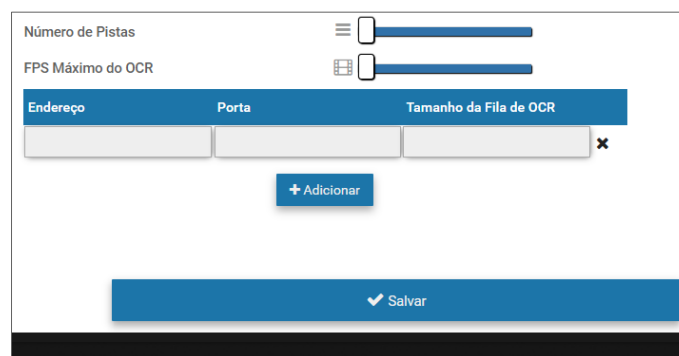 Número de Pistas
FPS Máximo do OCR
Endereço Porta Tamanho da Fila de OCR
Adicionar
Salvar